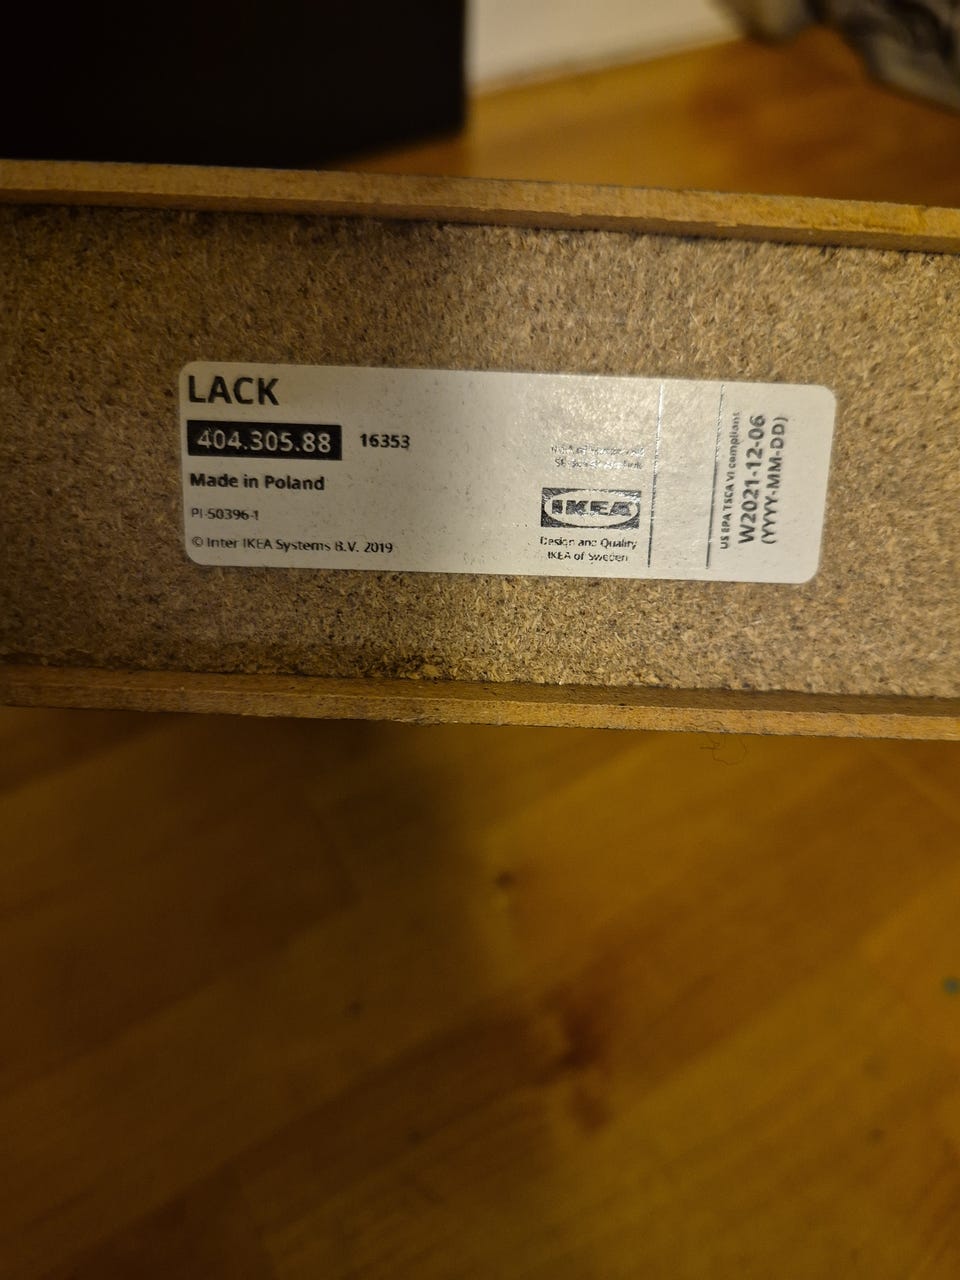 LACK
404.305.88 16353
Made in Poland
PI-50396-1
© Inter IKEA Systems B.V. 2019
IKEA
Design and Quality
IKEA of Sweden
US EPA TSCA VI compliant
W2021-12-06
(YYYY-MM-DD)